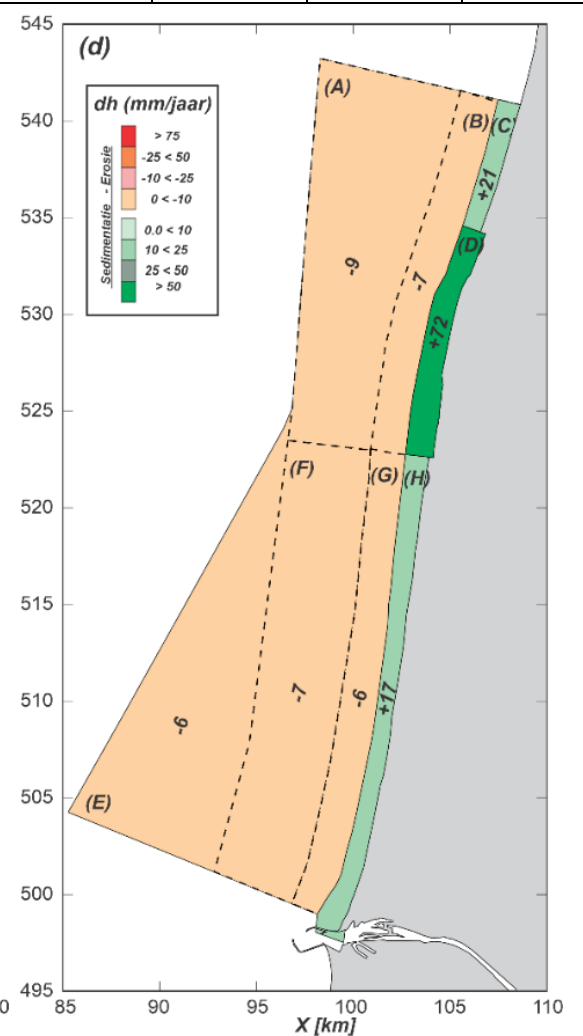 545
(d)
(A)
dh (mm/jaar)
> 75
-25 < 50
-10 < -25
0 < -10
0.0 < 10
10 < 25
25 < 50
> 50
Sedimentatie - Erosie
540
(B)
(C)
+21
535
(D)
-9
-7
530
+72
525
(F)
(G)
(H)
520
515
510
-6
-7
-6
+17
505
(E)
500
495
0
85
90
95
100
105
110
X [km]